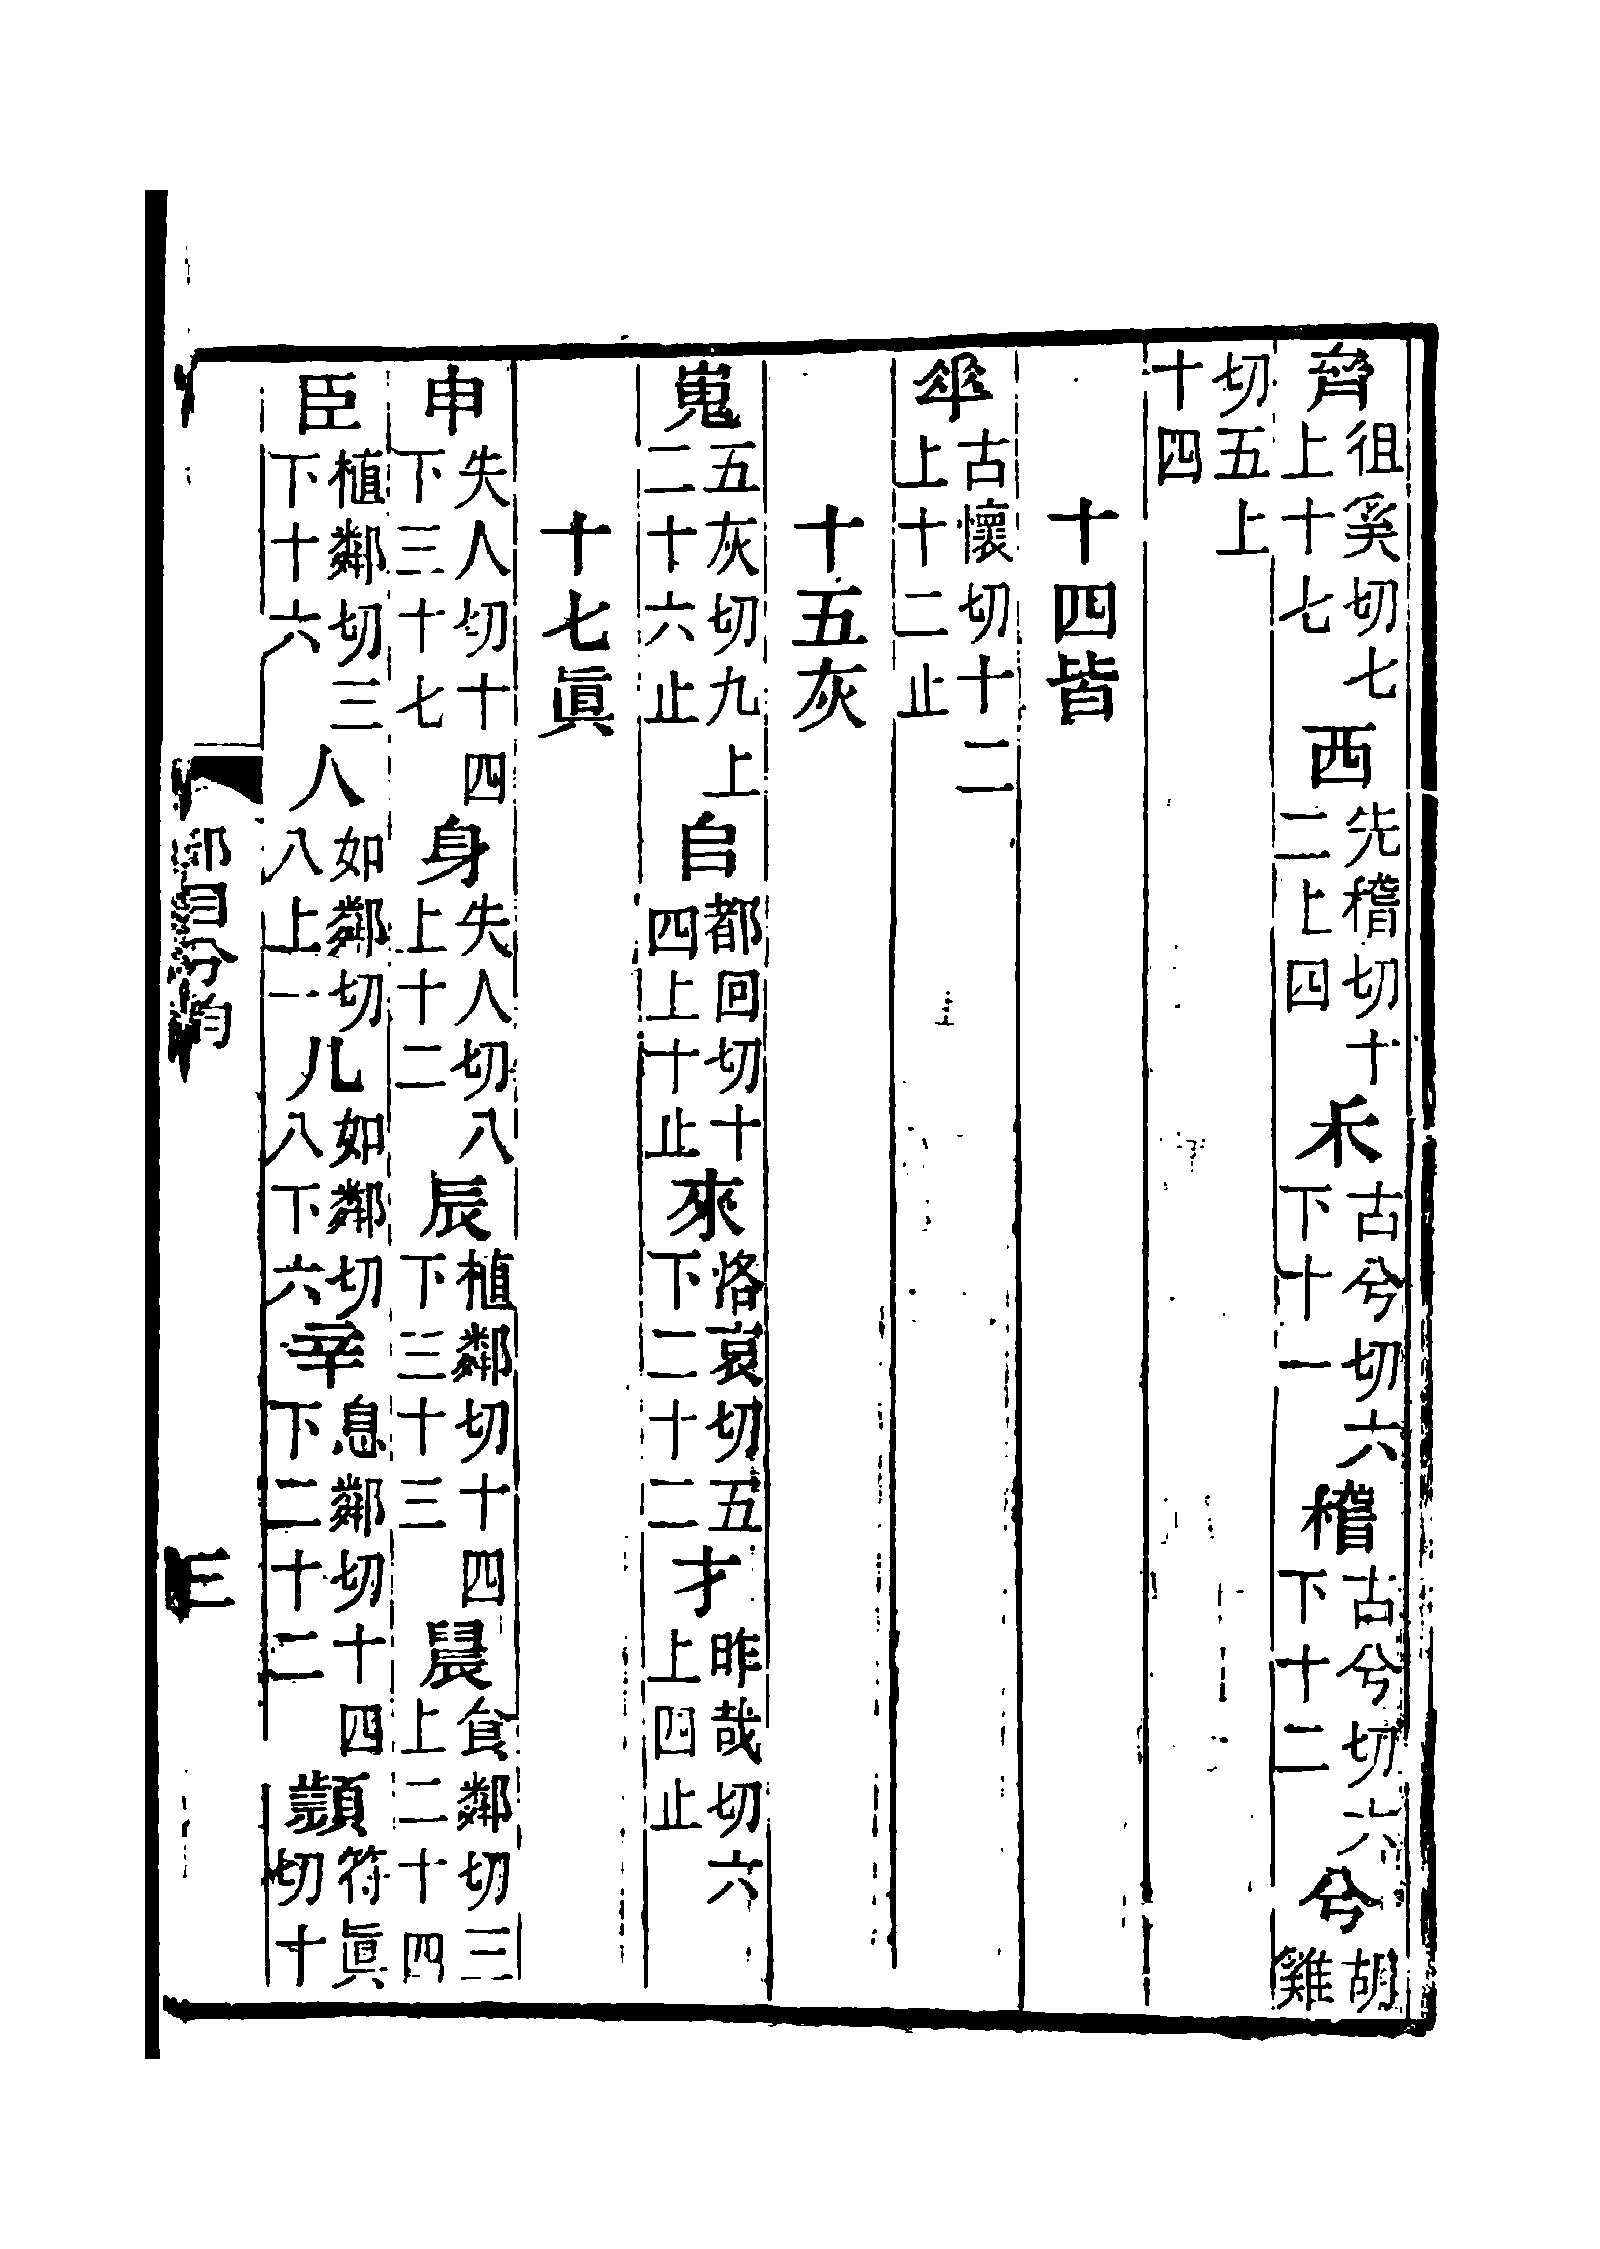 齊徂奚切七上十七西先稽切十二上四禾古兮切六下十一稽古兮切六下十二兮胡雞
切五上十四
十四皆
𠦬古懷切十二上十二止
十五灰
嵬五灰切九上二十六止𠂤都回切十四上十止來洛哀切五下二十二才昨哉切六上四止
十七眞
申失人切十四下三十七身失人切八上十二辰植鄰切十四下三十三晨食鄰切三上二十四
臣植鄰切三下十六人如鄰切八上一儿如鄰切八下六辛息鄰切十四下二十二顰符眞切十
部目分韵
三